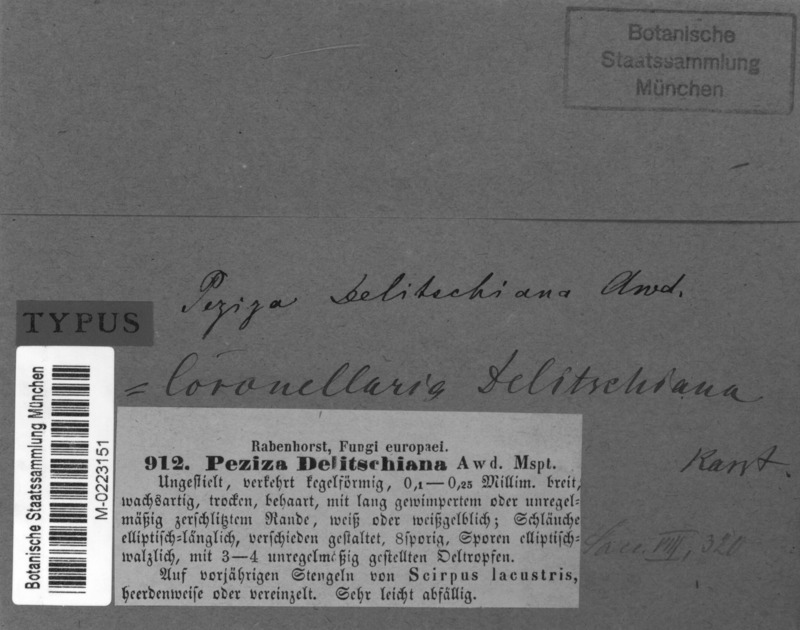 Botanische
Staatssammlung
München
Peziza Delitschiana Awd.
TYPUS
= Coronellaria Delitschiana
Karst.
Botanische Staatssammlung München
M-0223151
Rabenhorst, Fungi europaei.
912. Peziza Delitschiana Awd. Mspt.
Ungestielt, verkehrt kegelförmig, 0,1—0,25 Millim. breit,
wachsartig, trocken, behaart, mit lang gewimpertem oder unregel-
mäßig zerschlitztem Rande, weiß oder weißgelblich; Schläuche
elliptisch-länglich, verschieden gestaltet, 8sporig, Sporen elliptisch-
walzlich, mit 3—4 unregelmäßig gestellten Oeltropfen.
Auf vorjährigen Stengeln von Scirpus lacustris,
heerdenweise oder vereinzelt. Sehr leicht abfällig.
Sacc. VIII, 320